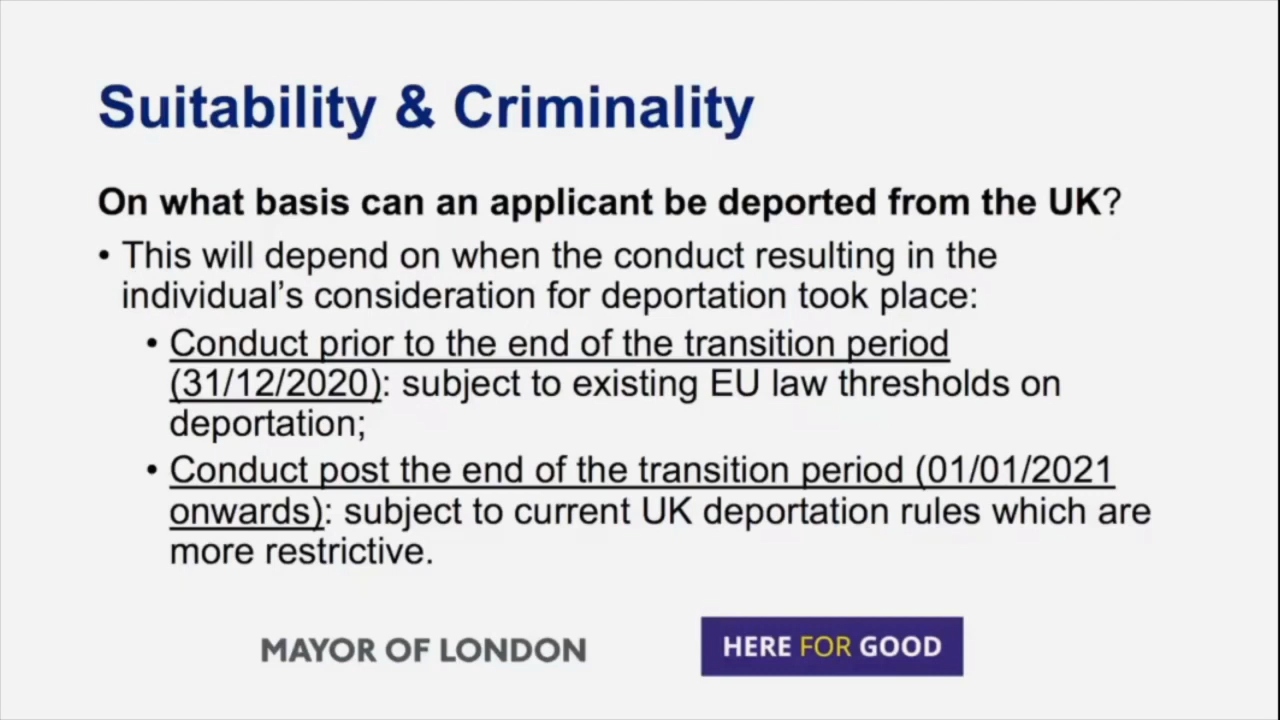 Suitability & Criminality
On what basis can an applicant be deported from the UK?
• This will depend on when the conduct resulting in the
individual’s consideration for deportation took place:
• Conduct prior to the end of the transition period
(31/12/2020): subject to existing EU law thresholds on
deportation;
• Conduct post the end of the transition period (01/01/2021
onwards): subject to current UK deportation rules which are
more restrictive.
MAYOR OF LONDON
HERE FOR GOOD